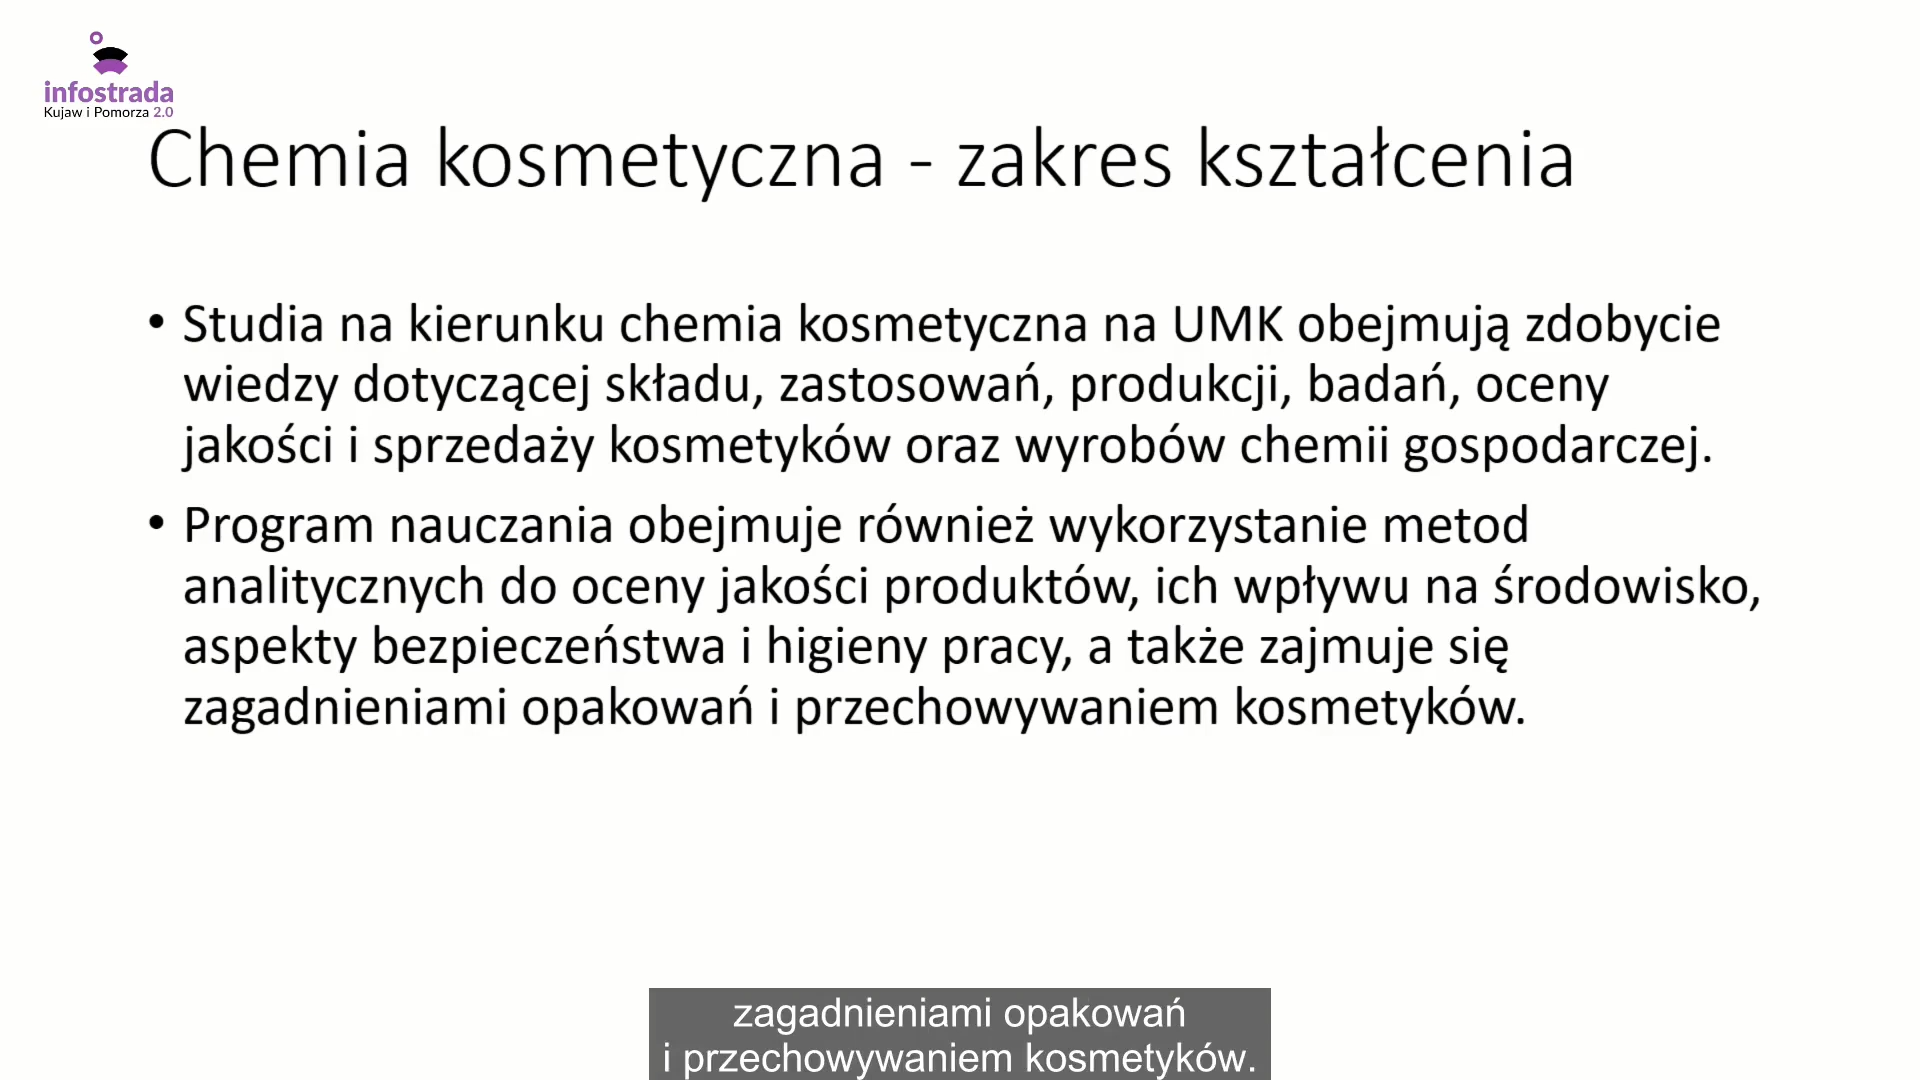 infostrada
Kujaw i Pomorza 2.0
Chemia kosmetyczna - zakres kształcenia
• Studia na kierunku chemia kosmetyczna na UMK obejmują zdobycie
wiedzy dotyczącej składu, zastosowań, produkcji, badań, oceny
jakości i sprzedaży kosmetyków oraz wyrobów chemii gospodarczej.
• Program nauczania obejmuje również wykorzystanie metod
analitycznych do oceny jakości produktów, ich wpływu na środowisko,
aspekty bezpieczeństwa i higieny pracy, a także zajmuje się
zagadnieniami opakowań i przechowywaniem kosmetyków.
zagadnieniami opakowań
i przechowywaniem kosmetyków.